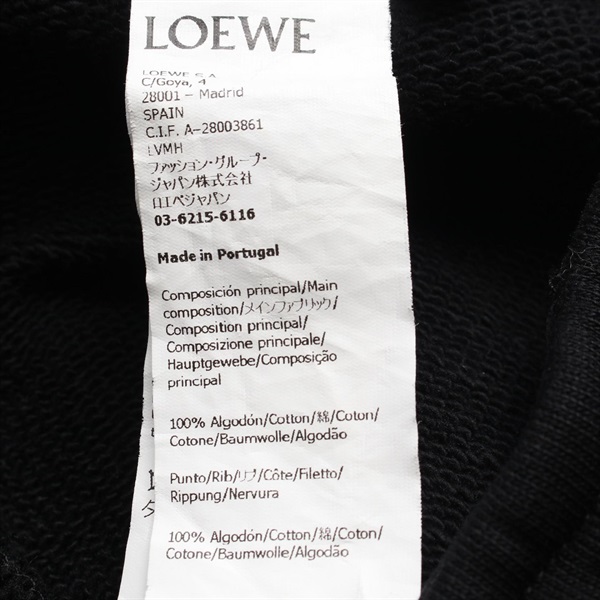 LOEWE
LOEWE S.A.
C/Goya, 4
28001 – Madrid
SPAIN
C.I.F. A-28003861
LVMH
ファッション・グループ・
ジャパン株式会社
ロエベジャパン
03-6215-6116
Made in Portugal
Composición principal/Main
composition/メインファブリック/
Composition principal/
Composizione principale/
Hauptgewebe/Composição
principal
100% Algodón/Cotton/綿/Coton/
Cotone/Baumwolle/Algodão
Punto/Rib/リブ/Côte/Filetto/
Rippung/Nervura
100% Algodón/Cotton/綿/Coton/
Cotone/Baumwolle/Algodão